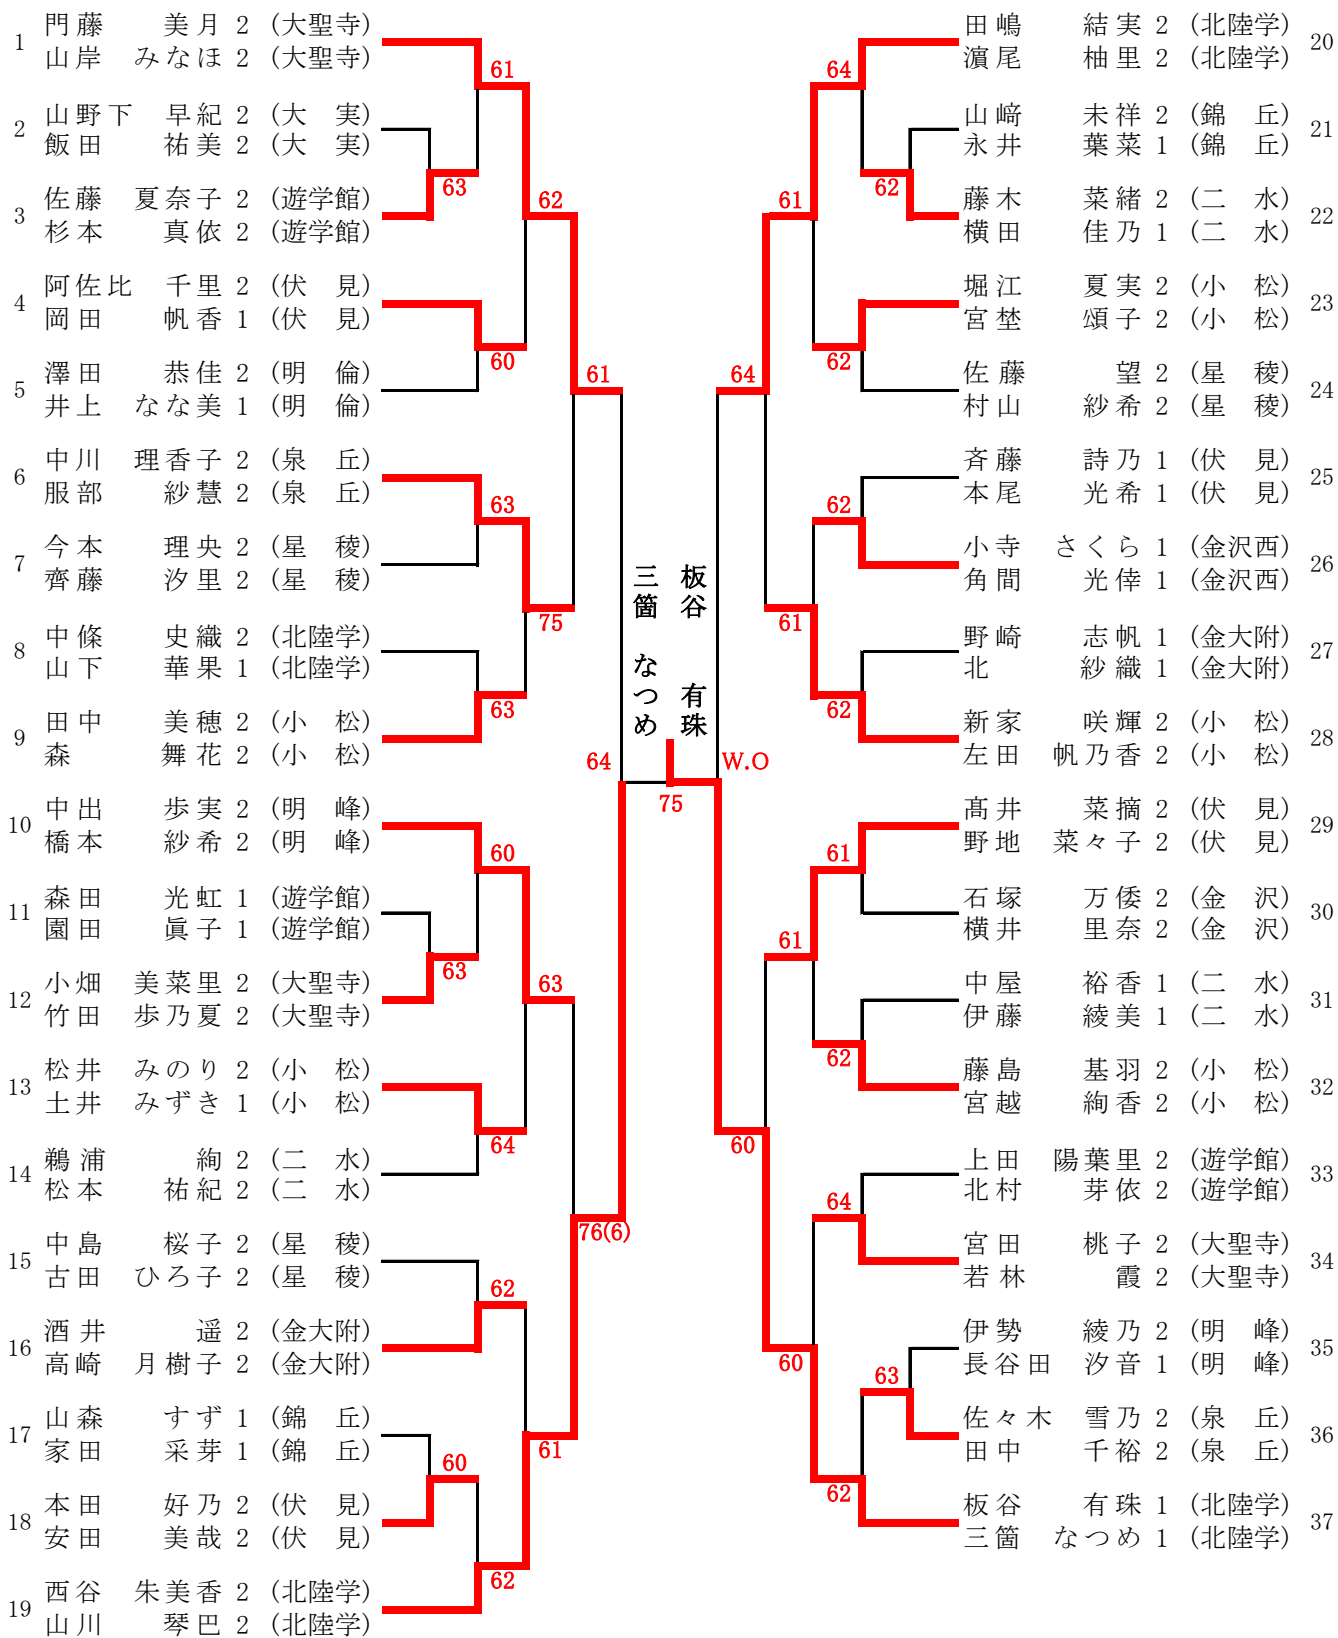 1 門藤 美月 2 (大聖寺)
山岸 みなほ 2 (大聖寺)
61
2 山野下 早紀 2 (大 実)
飯田 祐美 2 (大 実)
63
3 佐藤 夏奈子 2 (遊学館)
杉本 真依 2 (遊学館)
62
4 阿佐比 千里 2 (伏 見)
岡田 帆香 1 (伏 見)
60
5 澤田 恭佳 2 (明 倫)
井上 なな美 1 (明 倫)
61
6 中川 理香子 2 (泉 丘)
服部 紗慧 2 (泉 丘)
63
7 今本 理央 2 (星 稜)
齊藤 汐里 2 (星 稜)
75
8 中條 史織 2 (北陸学)
山下 華果 1 (北陸学)
63
9 田中 美穂 2 (小 松)
森 舞花 2 (小 松)
64
10 中出 歩実 2 (明 峰)
橋本 紗希 2 (明 峰)
60
11 森田 光虹 1 (遊学館)
園田 眞子 1 (遊学館)
63
12 小畑 美菜里 2 (大聖寺)
竹田 歩乃夏 2 (大聖寺)
63
13 松井 みのり 2 (小 松)
土井 みずき 1 (小 松)
64
14 鵜浦 絢 2 (二 水)
松本 祐紀 2 (二 水)
76(6)
15 中島 桜子 2 (星 稜)
古田 ひろ子 2 (星 稜)
62
16 酒井 遥 2 (金大附)
高崎 月樹子 2 (金大附)
17 山森 すず 1 (錦 丘)
家田 采芽 1 (錦 丘)
61
60
18 本田 好乃 2 (伏 見)
安田 美哉 2 (伏 見)
62
19 西谷 朱美香 2 (北陸学)
山川 琴巴 2 (北陸学)
板谷 有珠
三箇 なつめ
75
W.O
田嶋 結実 2 (北陸学) 20
濵尾 柚里 2 (北陸学)
64
山﨑 未祥 2 (錦 丘) 21
永井 葉菜 1 (錦 丘)
62
藤木 菜緒 2 (二 水) 22
横田 佳乃 1 (二 水)
61
堀江 夏実 2 (小 松) 23
宮埜 頌子 2 (小 松)
62
佐藤 望 2 (星 稜) 24
村山 紗希 2 (星 稜)
64
斉藤 詩乃 1 (伏 見) 25
本尾 光希 1 (伏 見)
62
小寺 さくら 1 (金沢西) 26
角間 光倖 1 (金沢西)
61
野崎 志帆 1 (金大附) 27
北 紗織 1 (金大附)
62
新家 咲輝 2 (小 松) 28
左田 帆乃香 2 (小 松)
髙井 菜摘 2 (伏 見) 29
野地 菜々子 2 (伏 見)
61
石塚 万倭 2 (金 沢) 30
横井 里奈 2 (金 沢)
61
中屋 裕香 1 (二 水) 31
伊藤 綾美 1 (二 水)
62
藤島 基羽 2 (小 松) 32
宮越 絢香 2 (小 松)
60
上田 陽葉里 2 (遊学館) 33
北村 芽依 2 (遊学館)
64
宮田 桃子 2 (大聖寺) 34
若林 霞 2 (大聖寺)
60
伊勢 綾乃 2 (明 峰) 35
長谷田 汐音 1 (明 峰)
63
佐々木 雪乃 2 (泉 丘) 36
田中 千裕 2 (泉 丘)
62
板谷 有珠 1 (北陸学) 37
三箇 なつめ 1 (北陸学)